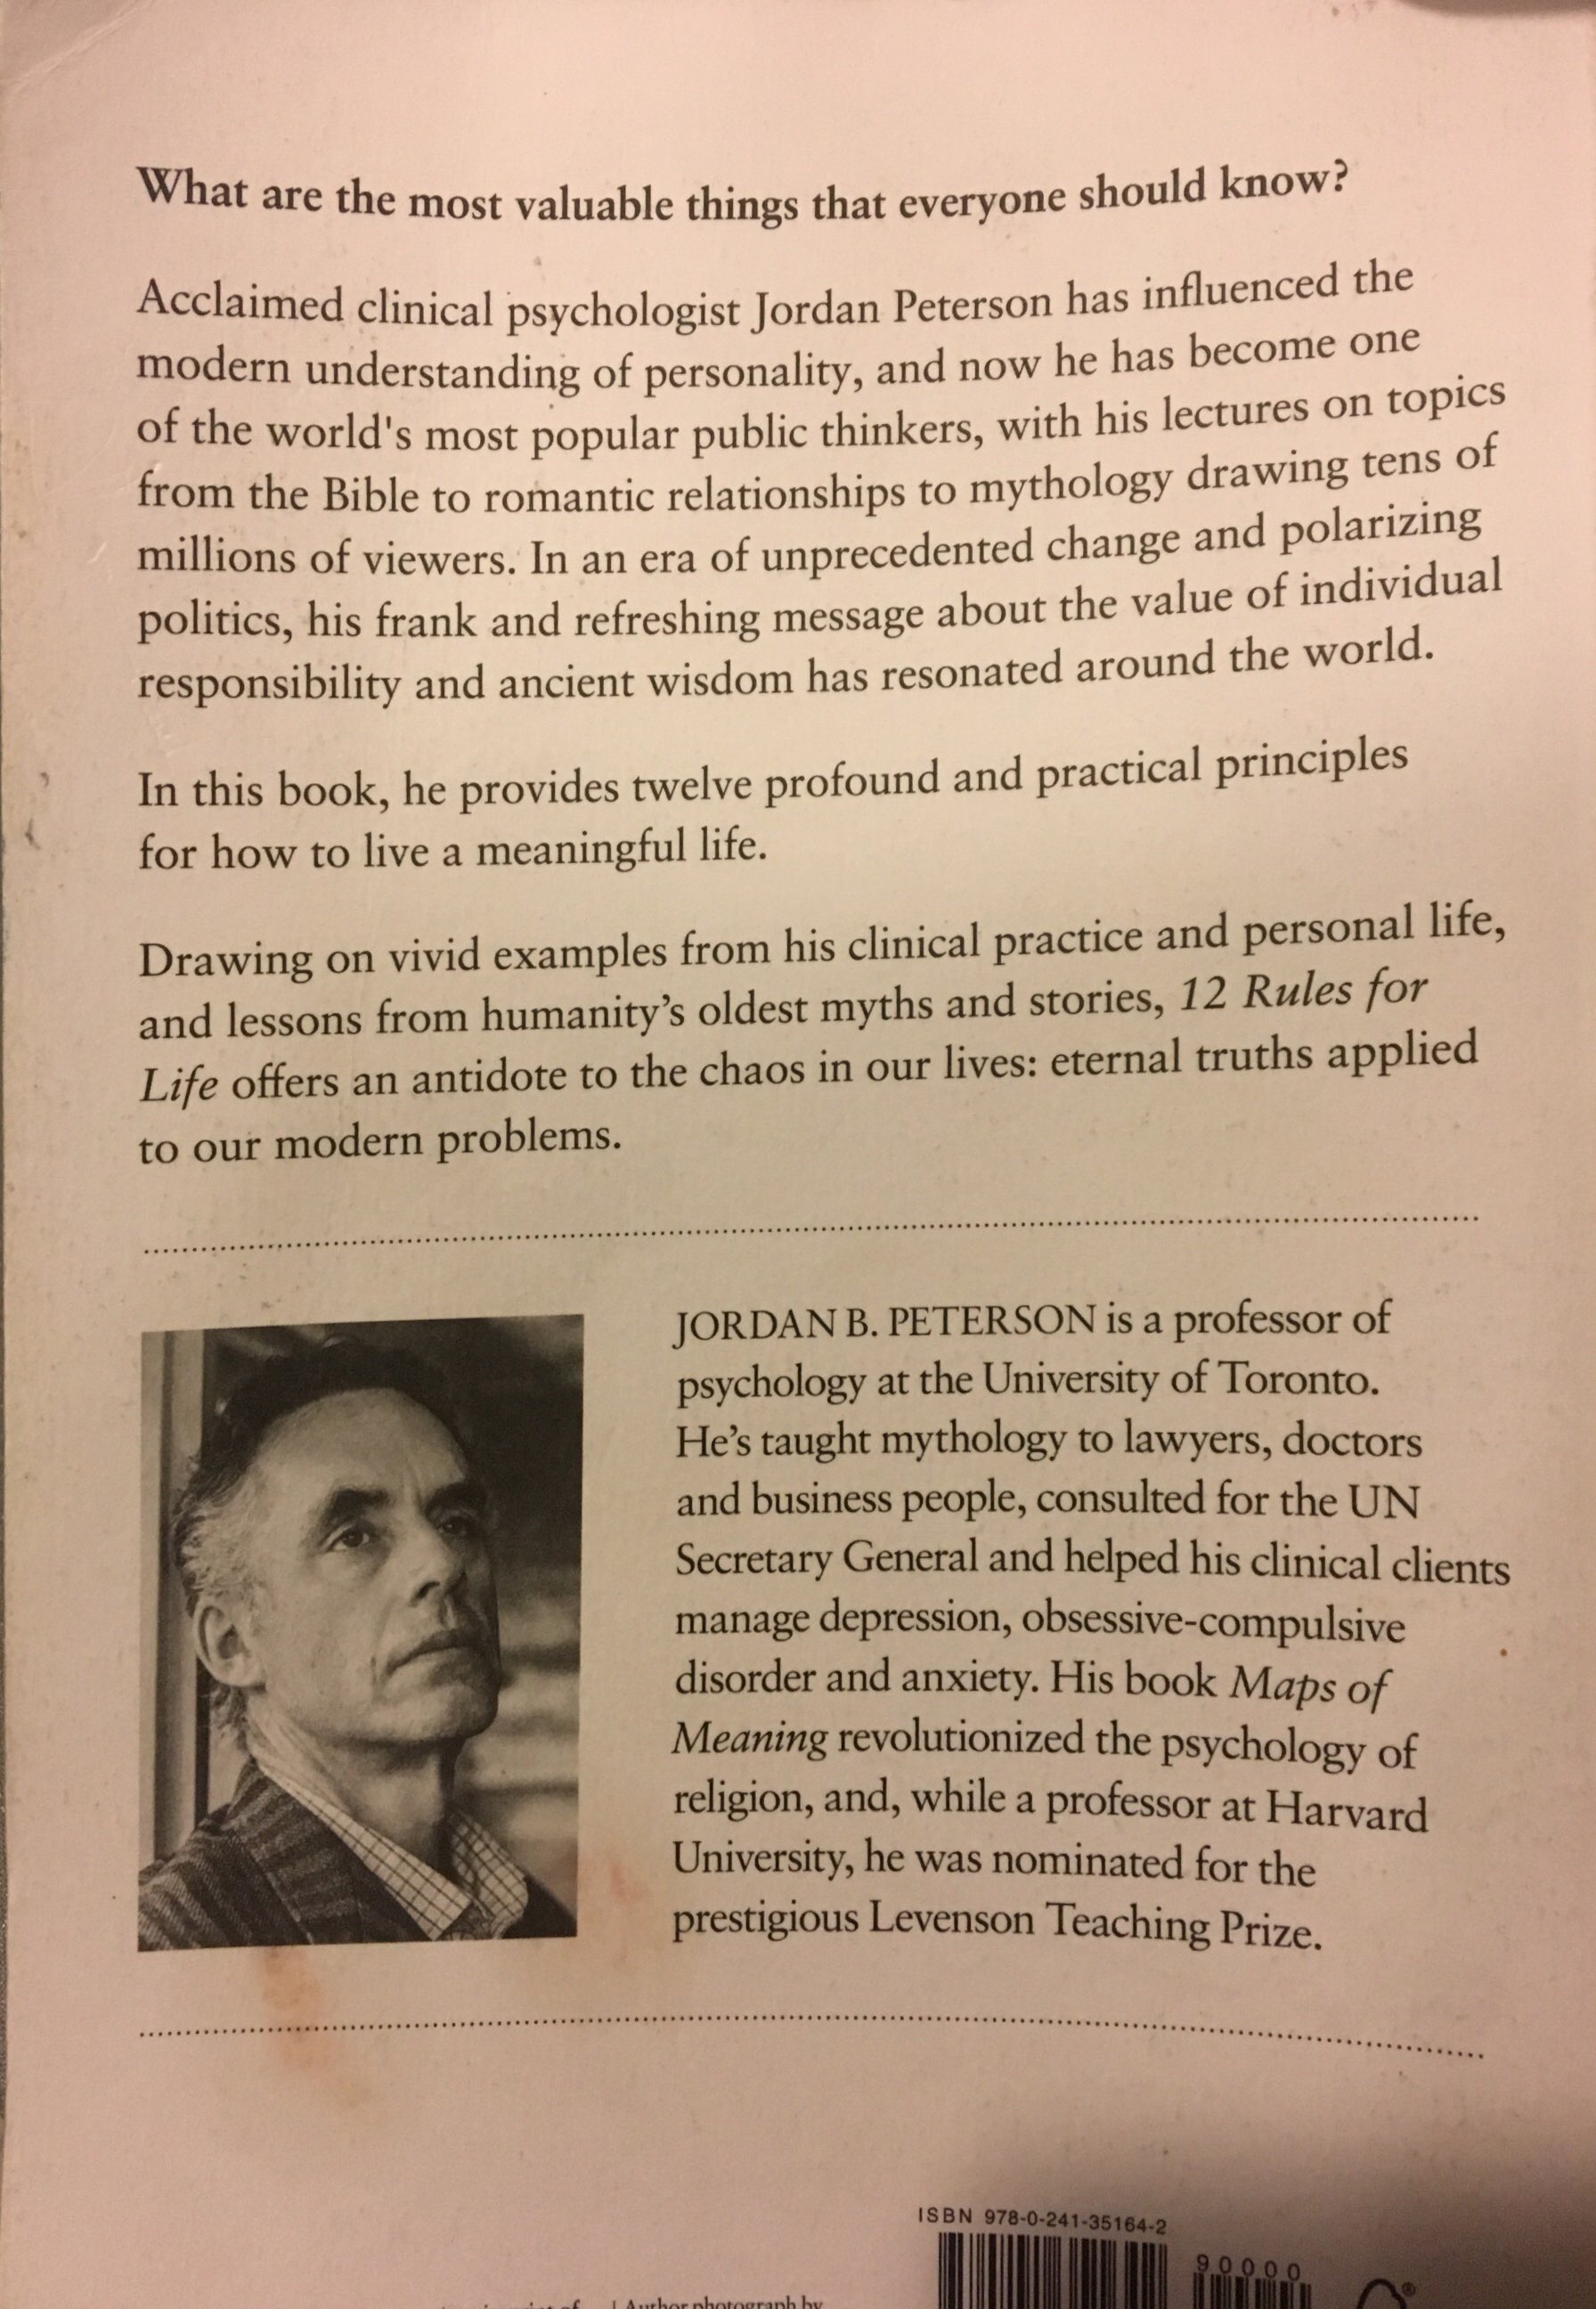 What are the most valuable things that everyone should know?
Acclaimed clinical psychologist Jordan Peterson has influenced the
modern understanding of personality, and now he has become one
of the world's most popular public thinkers, with his lectures on topics
from the Bible to romantic relationships to mythology drawing tens of
millions of viewers. In an era of unprecedented change and polarizing
politics, his frank and refreshing message about the value of individual
responsibility and ancient wisdom has resonated around the world.
In this book, he provides twelve profound and practical principles
for how to live a meaningful life.
Drawing on vivid examples from his clinical practice and personal life,
and lessons from humanity’s oldest myths and stories, 12 Rules for
Life offers an antidote to the chaos in our lives: eternal truths applied
to our modern problems.
JORDAN B. PETERSON is a professor of
psychology at the University of Toronto.
He’s taught mythology to lawyers, doctors
and business people, consulted for the UN
Secretary General and helped his clinical clients
manage depression, obsessive-compulsive
disorder and anxiety. His book Maps of
Meaning revolutionized the psychology of
religion, and, while a professor at Harvard
University, he was nominated for the
prestigious Levenson Teaching Prize.
ISBN 978-0-241-35164-2
90000
| Author photograph by